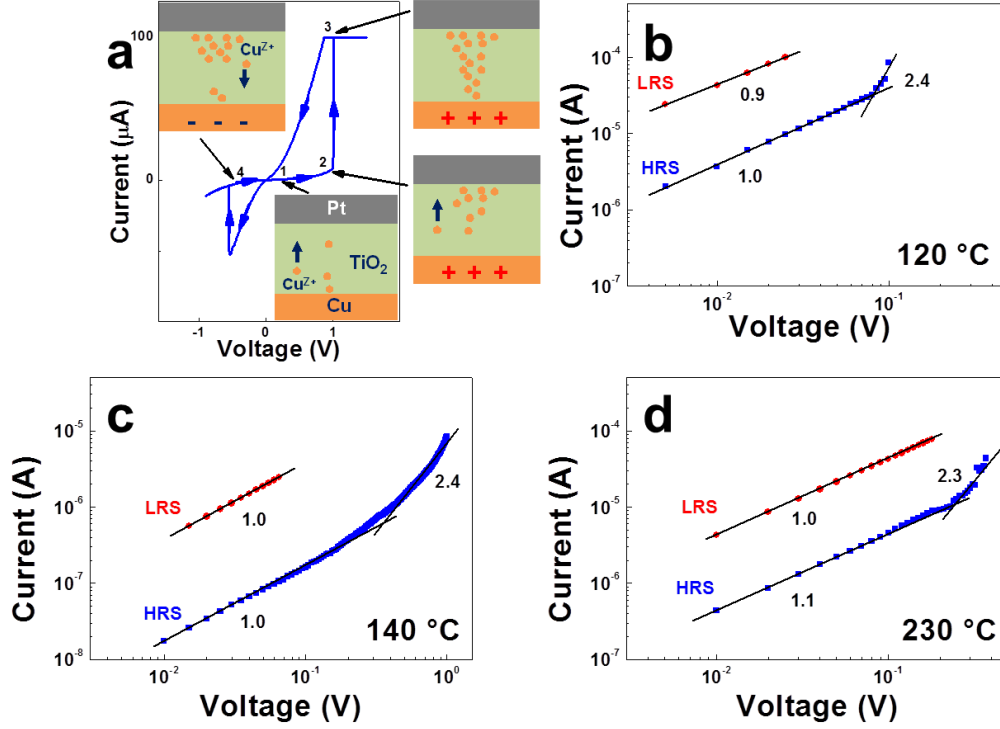 a
Current (μA)
100
0
-1
0
1
Voltage (V)
1
2
3
4
Cuᶻ⁺
- - -
+ + +
+ + +
Pt
TiO₂
Cuᶻ⁺
Cu
b
Current (A)
10⁻⁴
10⁻⁵
10⁻⁶
10⁻⁷
LRS
0.9
2.4
HRS
1.0
120 °C
10⁻²
10⁻¹
Voltage (V)
c
Current (A)
10⁻⁵
10⁻⁶
10⁻⁷
10⁻⁸
LRS
1.0
2.4
HRS
1.0
140 °C
10⁻²
10⁻¹
10⁰
Voltage (V)
d
Current (A)
10⁻⁴
10⁻⁵
10⁻⁶
10⁻⁷
LRS
1.0
2.3
HRS
1.1
230 °C
10⁻²
10⁻¹
Voltage (V)